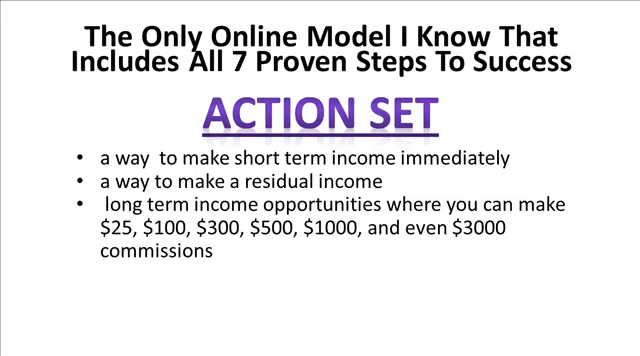 The Only Online Model I Know That
Includes All 7 Proven Steps To Success
ACTION SET
• a way  to make short term income immediately
• a way to make a residual income
•  long term income opportunities where you can make
$25, $100, $300, $500, $1000, and even $3000
commissions